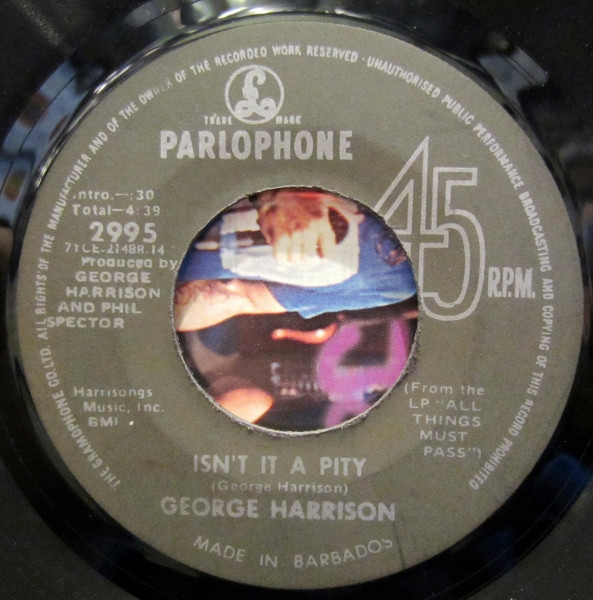 THE GRAMOPHONE CO. LTD. ALL RIGHTS OF THE MANUFACTURER AND OF THE OWNER OF THE RECORDED WORK RESERVED · UNAUTHORISED PUBLIC PERFORMANCE BROADCASTING AND COPYING OF THIS RECORD PROHIBITED
£
TRADE MARK
PARLOPHONE
Intro.—:30
Total—4:39
2995
7YCE.21488.14
Produced by
GEORGE
HARRISON
AND PHIL
SPECTOR
45
R.P.M.
Harrisongs
Music, Inc.
BMI
(From the
LP "ALL
THINGS
MUST
PASS")
ISN'T IT A PITY
(George Harrison)
GEORGE HARRISON
MADE IN BARBADOS